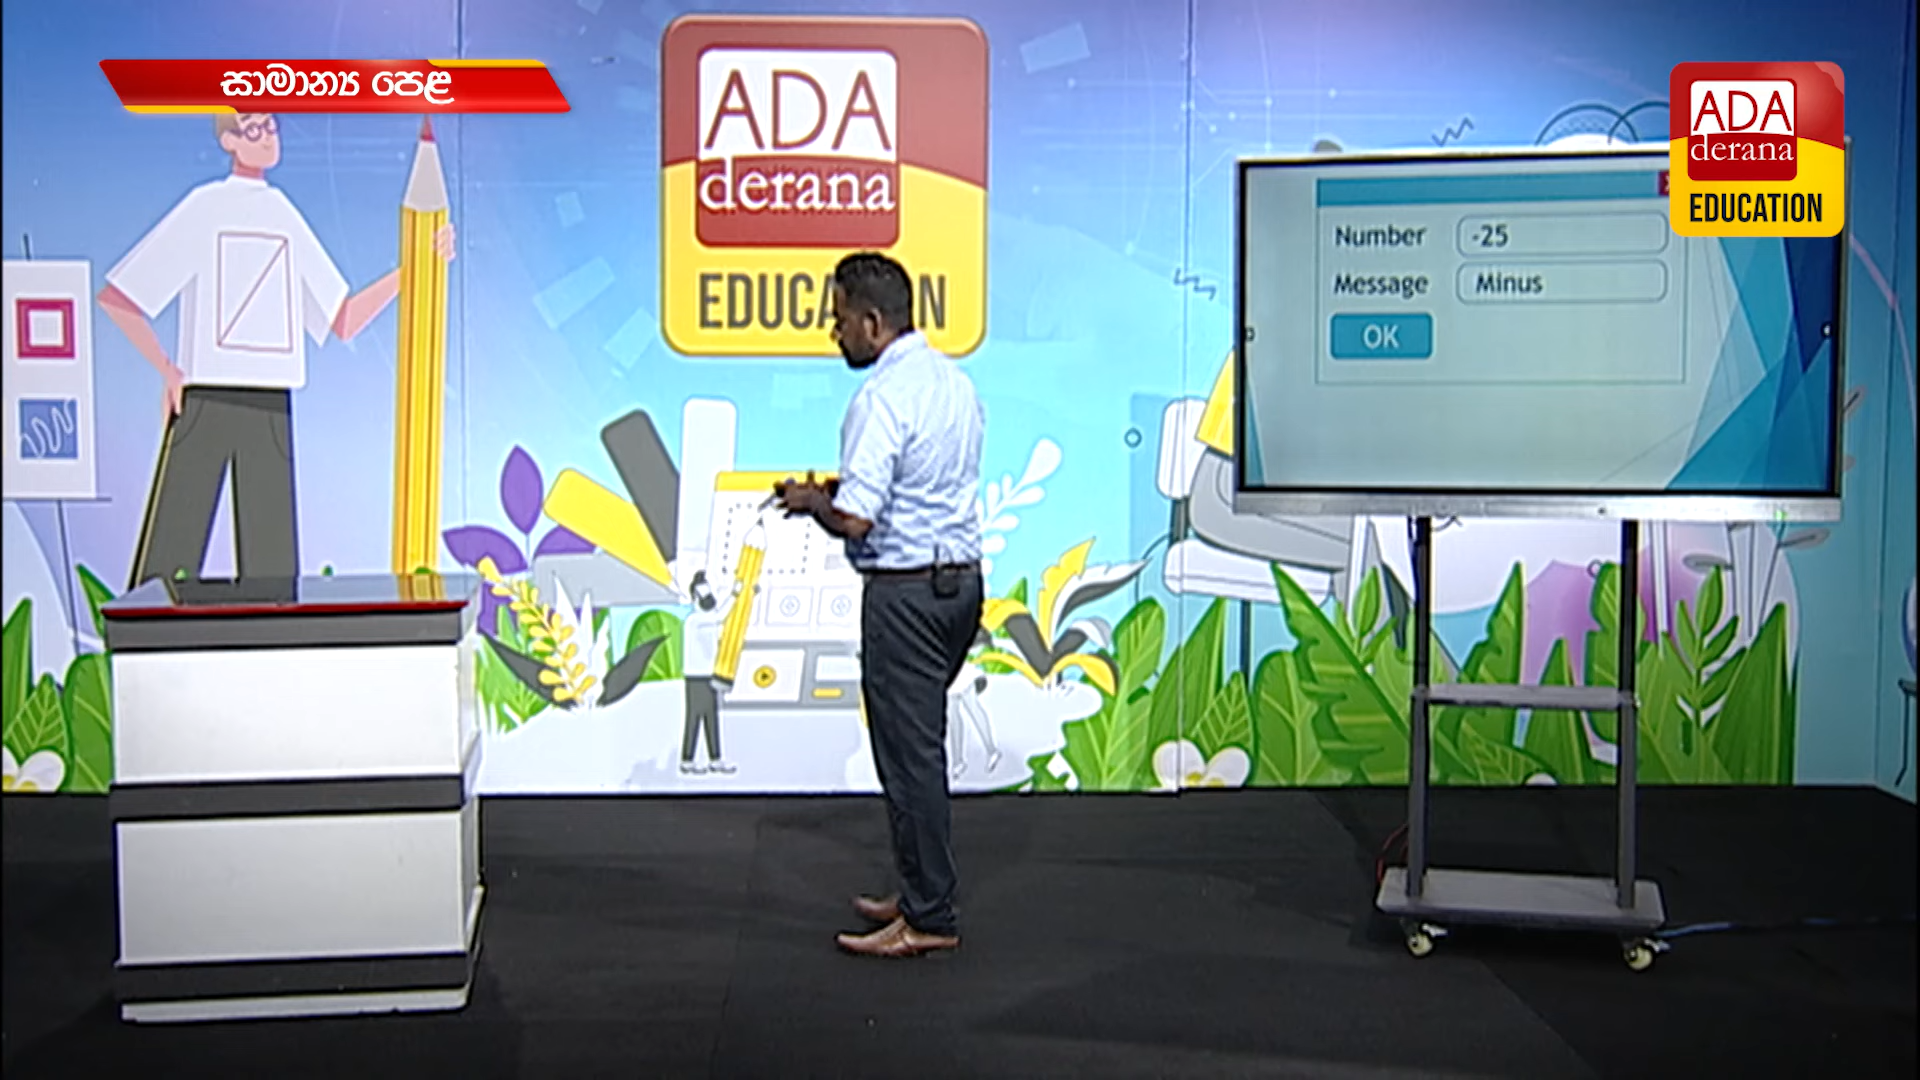 සාමාන්‍ය පෙළ
ADA
derana
EDUCATION
ADA
derana
EDUCA
N
Number
-25
Message
Minus
OK